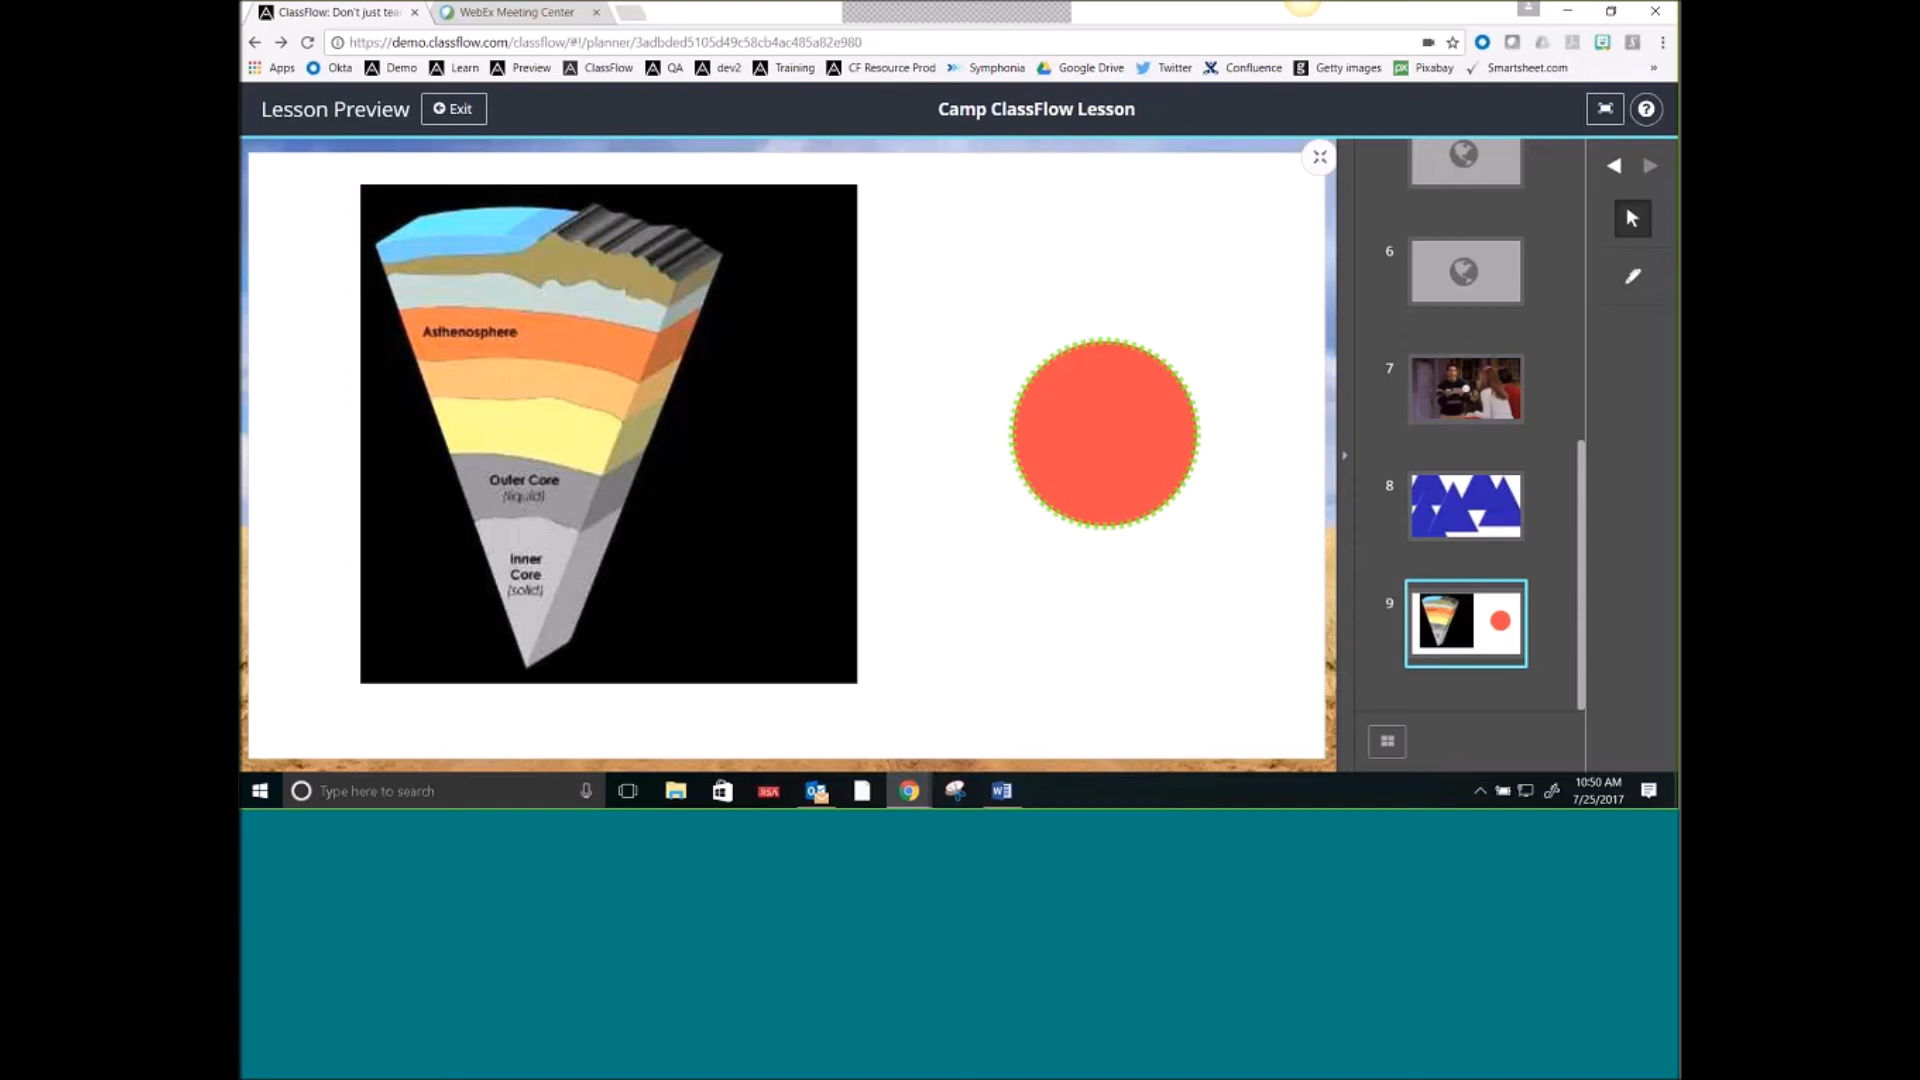 ClassFlow: Don't just tea
WebEx Meeting Center
https://demo.classflow.com/classflow/#!/planner/3adbded5105d49c58cb4ac485a82e980
Apps Okta Demo Learn Preview ClassFlow QA dev2 Training CF Resource Prod Symphonia Google Drive Twitter Confluence Getty images Pixabay Smartsheet.com »
Lesson Preview Exit Camp ClassFlow Lesson ?
Asthenosphere
Outer Core
(liquid)
Inner
Core
(solid)
6
7
8
9
Type here to search
RSA
10:50 AM
7/25/2017